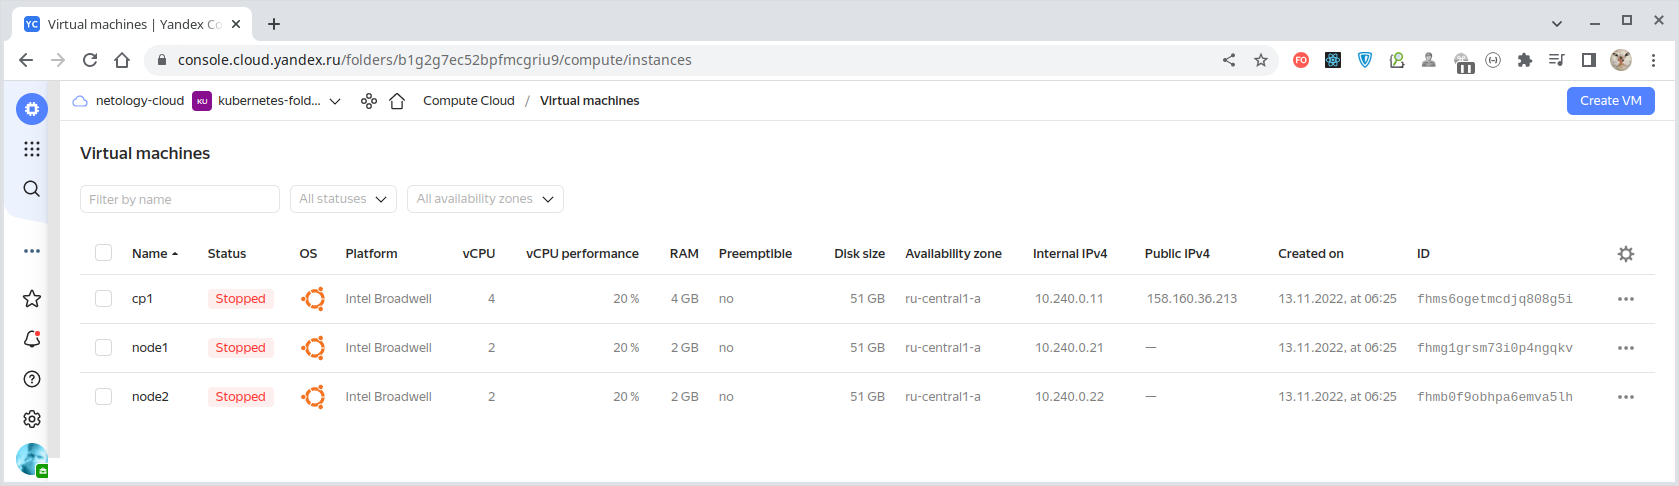 YC Virtual machines | Yandex Co
console.cloud.yandex.ru/folders/b1g2g7ec52bpfmcgriu9/compute/instances
FO
netology-cloud KU kubernetes-fold... Compute Cloud / Virtual machines Create VM
Virtual machines
Filter by name All statuses All availability zones
Name Status OS Platform vCPU vCPU performance RAM Preemptible Disk size Availability zone Internal IPv4 Public IPv4 Created on ID
cp1 Stopped Intel Broadwell 4 20 % 4 GB no 51 GB ru-central1-a 10.240.0.11 158.160.36.213 13.11.2022, at 06:25 fhms6ogetmcdjq808g5i
node1 Stopped Intel Broadwell 2 20 % 2 GB no 51 GB ru-central1-a 10.240.0.21 — 13.11.2022, at 06:25 fhmg1grsm73i0p4ngqkv
node2 Stopped Intel Broadwell 2 20 % 2 GB no 51 GB ru-central1-a 10.240.0.22 — 13.11.2022, at 06:25 fhmb0f9obhpa6emva5lh